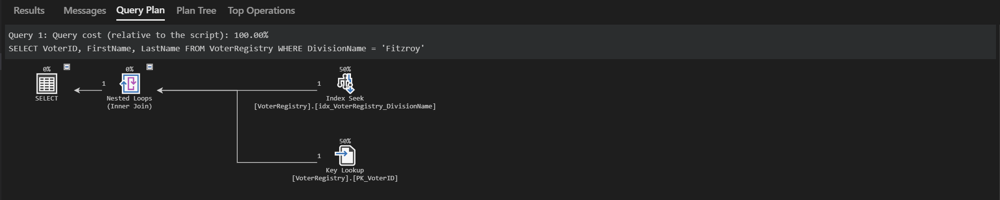 Results Messages Query Plan Plan Tree Top Operations
Query 1: Query cost (relative to the script): 100.00%
SELECT VoterID, FirstName, LastName FROM VoterRegistry WHERE DivisionName = 'Fitzroy'
0%
SELECT
1
0%
Nested Loops
(Inner Join)
1
50%
Index Seek
[VoterRegistry].[idx_VoterRegistry_DivisionName]
1
50%
Key Lookup
[VoterRegistry].[PK_VoterID]